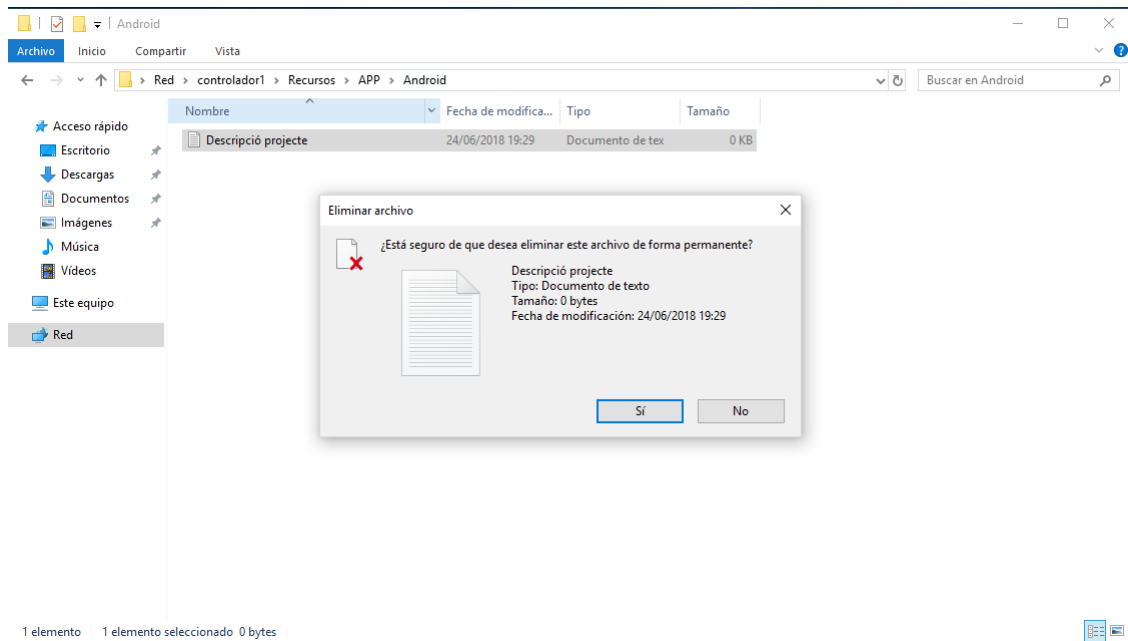 Android
Archivo Inicio Compartir Vista
Red > controlador1 > Recursos > APP > Android Buscar en Android
Nombre Fecha de modifica... Tipo Tamaño
Acceso rápido
Descripció projecte 24/06/2018 19:29 Documento de tex 0 KB
Escritorio
Descargas
Documentos
Imágenes
Música
Vídeos
Este equipo
Red
Eliminar archivo
¿Está seguro de que desea eliminar este archivo de forma permanente?
Descripció projecte
Tipo: Documento de texto
Tamaño: 0 bytes
Fecha de modificación: 24/06/2018 19:29
Sí No
1 elemento 1 elemento seleccionado 0 bytes